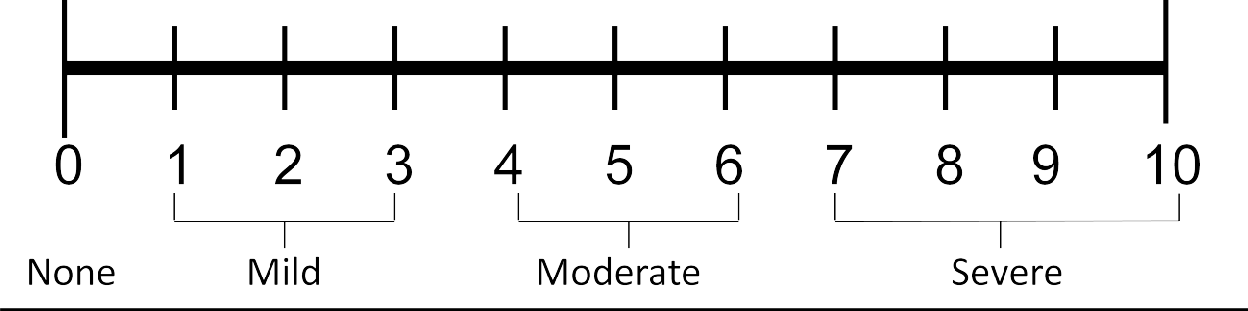 0 1 2 3 4 5 6 7 8 9 10
None Mild Moderate Severe